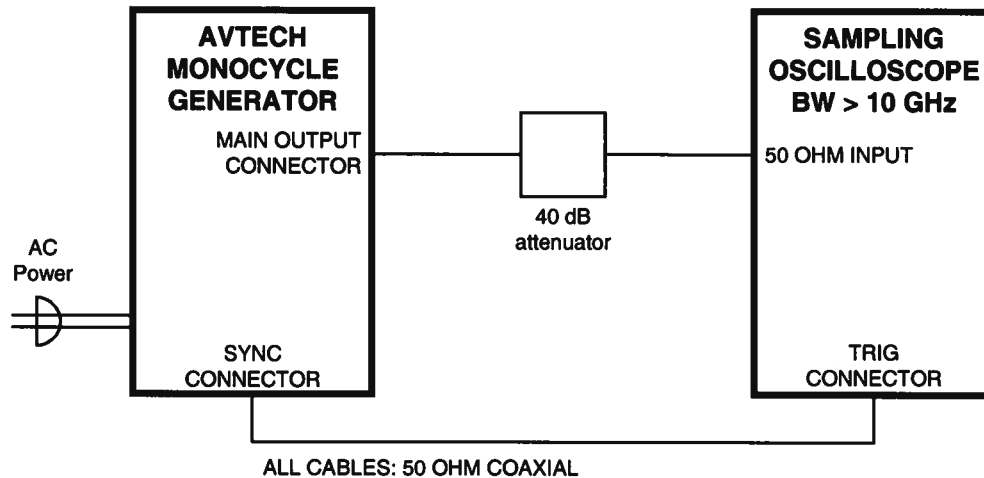 AVTECH
MONOCYCLE
GENERATOR
MAIN OUTPUT
CONNECTOR
SYNC
CONNECTOR
AC
Power
40 dB
attenuator
SAMPLING
OSCILLOSCOPE
BW > 10 GHz
50 OHM INPUT
TRIG
CONNECTOR
ALL CABLES: 50 OHM COAXIAL